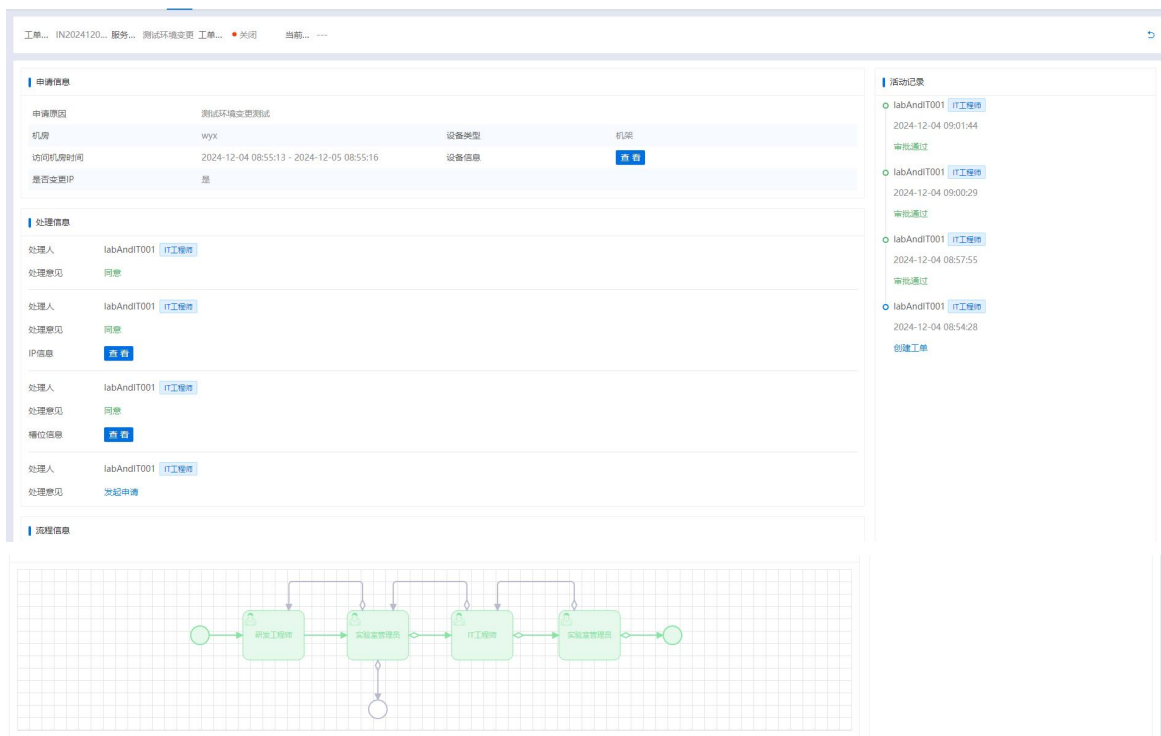 工单... IN2024120... 服务... 测试环境变更 工单... 关闭 当前... ---
申请信息
申请原因 测试环境变更测试
机房 wyx 设备类型 机架
访问机房时间 2024-12-04 08:55:13 - 2024-12-05 08:55:16 设备信息 查看
是否变更IP 是
处理信息
处理人 labAndIT001 IT工程师
处理意见 同意
处理人 labAndIT001 IT工程师
处理意见 同意
IP信息 查看
处理人 labAndIT001 IT工程师
处理意见 同意
槽位信息 查看
处理人 labAndIT001 IT工程师
处理意见 发起申请
流程信息
研发工程师 实验室管理员 IT工程师 实验室管理员
活动记录
labAndIT001 IT工程师
2024-12-04 09:01:44
审批通过
labAndIT001 IT工程师
2024-12-04 09:00:29
审批通过
labAndIT001 IT工程师
2024-12-04 08:57:55
审批通过
labAndIT001 IT工程师
2024-12-04 08:54:28
创建工单